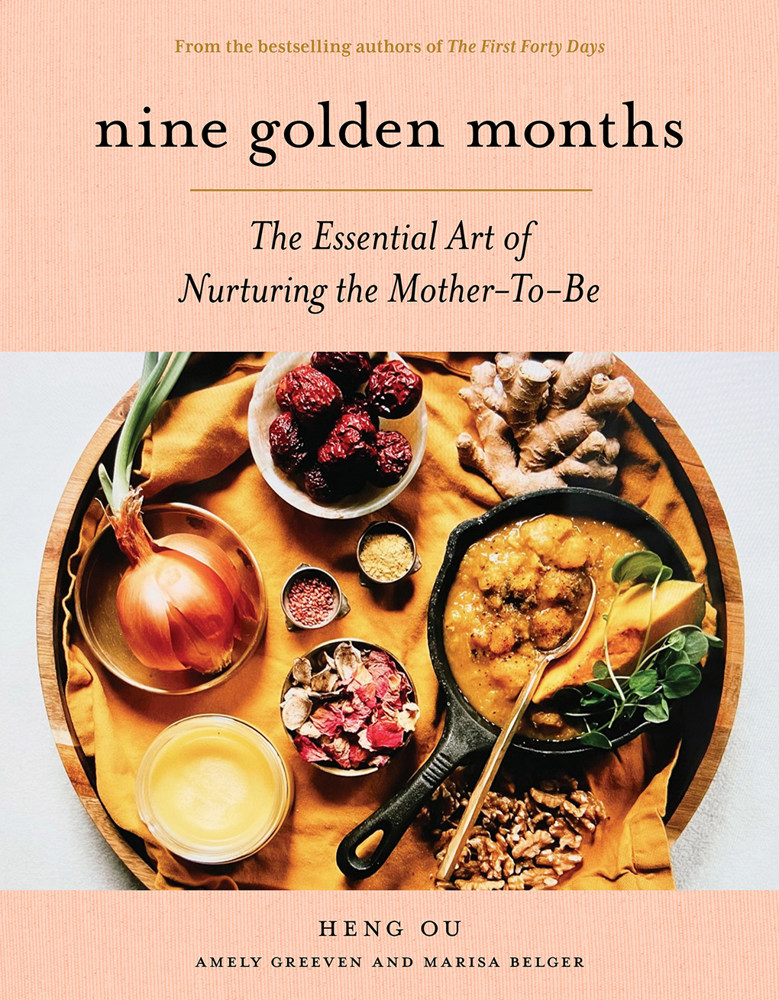 From the bestselling authors of The First Forty Days
nine golden months
The Essential Art of
Nurturing the Mother-To-Be
HENG OU
AMELY GREEVEN AND MARISA BELGER